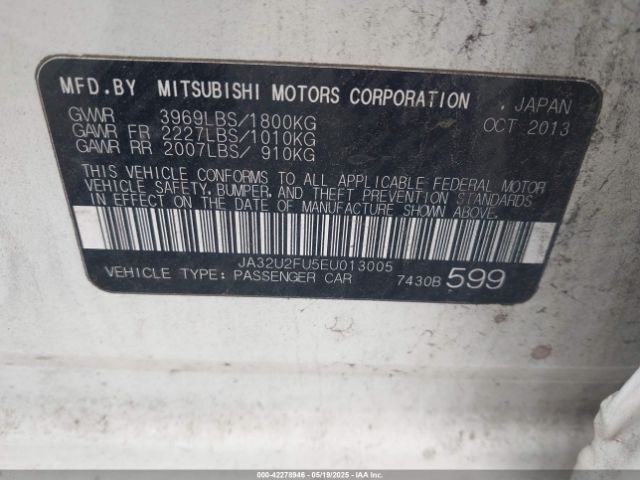 MFD.BY MITSUBISHI MOTORS CORPORATION , JAPAN
GVWR 3969LBS/1800KG OCT 2013
GAWR FR 2227LBS/1010KG
GAWR RR 2007LBS/ 910KG
THIS VEHICLE CONFORMS TO ALL APPLICABLE FEDERAL MOTOR
VEHICLE SAFETY, BUMPER, AND THEFT PREVENTION STANDARDS
IN EFFECT ON THE DATE OF MANUFACTURE SHOWN ABOVE.
JA32U2FU5EU013005
VEHICLE TYPE: PASSENGER CAR 7430B 599
000-42278946 - 05/19/2025 - IAA Inc.